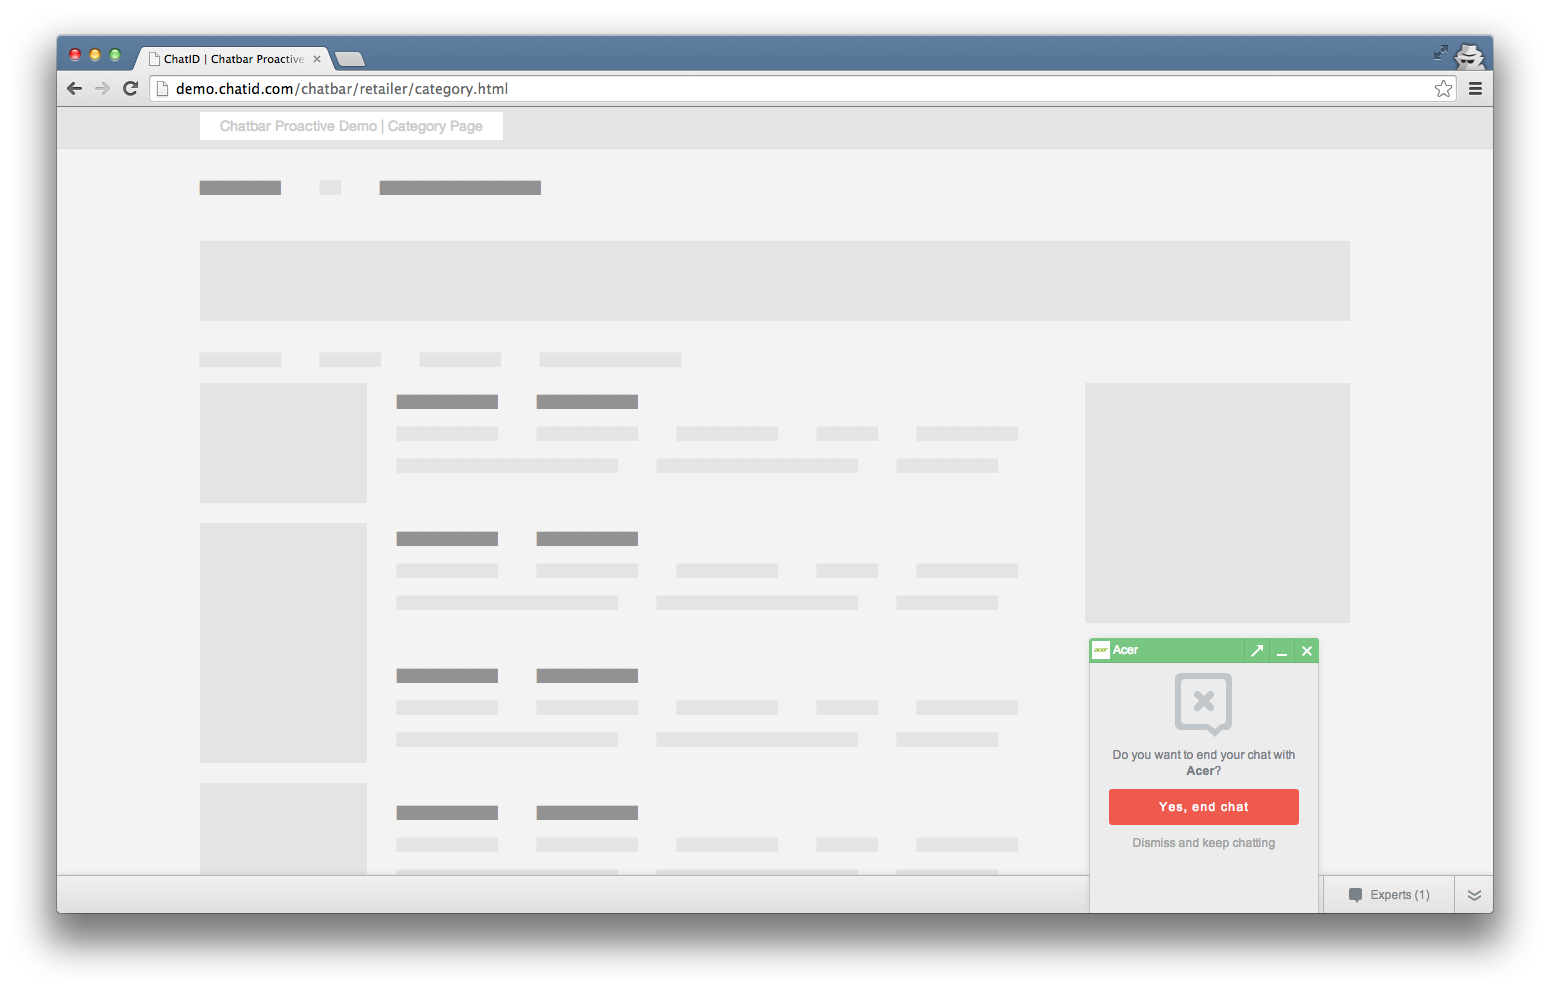 ChatID | Chatbar Proactive
demo.chatid.com/chatbar/retailer/category.html
Chatbar Proactive Demo | Category Page
acer Acer
Do you want to end your chat with
Acer?
Yes, end chat
Dismiss and keep chatting
Experts (1)